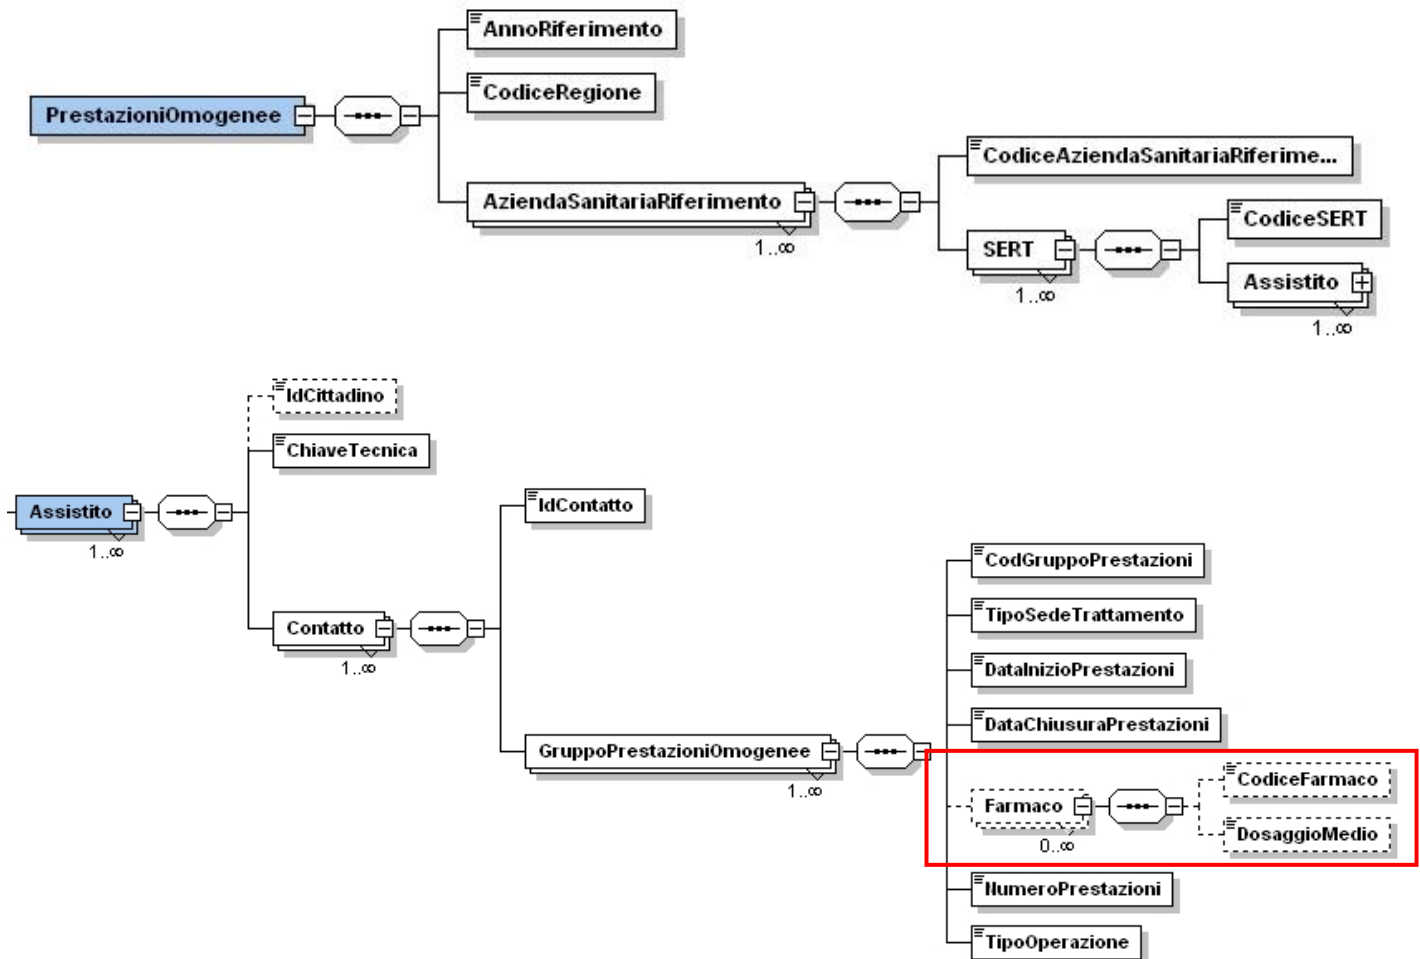 AnnoRiferimento
CodiceRegione
PrestazioniOmogenee
CodiceAziendaSanitariaRiferime...
AziendaSanitariaRiferimento
1..∞
CodiceSERT
SERT
1..∞
Assistito
1..∞
IdCittadino
ChiaveTecnica
Assistito
1..∞
IdContatto
Contatto
1..∞
CodGruppoPrestazioni
TipoSedeTrattamento
DataInizioPrestazioni
DataChiusuraPrestazioni
GruppoPrestazioniOmogenee
1..∞
CodiceFarmaco
Farmaco
0..∞
DosaggioMedio
NumeroPrestazioni
TipoOperazione